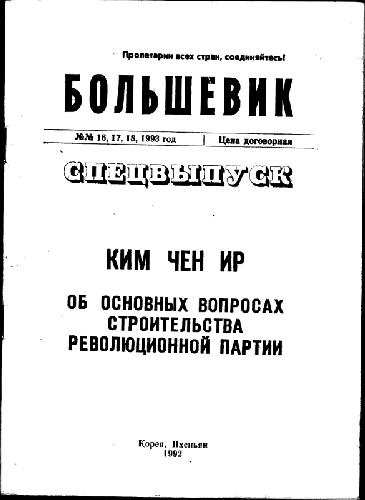 Пролетарии всех стран, соединяйтесь!
БОЛЬШЕВИК
№№ 16, 17, 18, 1993 год | Цена договорная
СПЕЦВЫПУСК
КИМ ЧЕН ИР
ОБ ОСНОВНЫХ ВОПРОСАХ
СТРОИТЕЛЬСТВА
РЕВОЛЮЦИОННОЙ ПАРТИИ
Корея, Пхеньян
1992